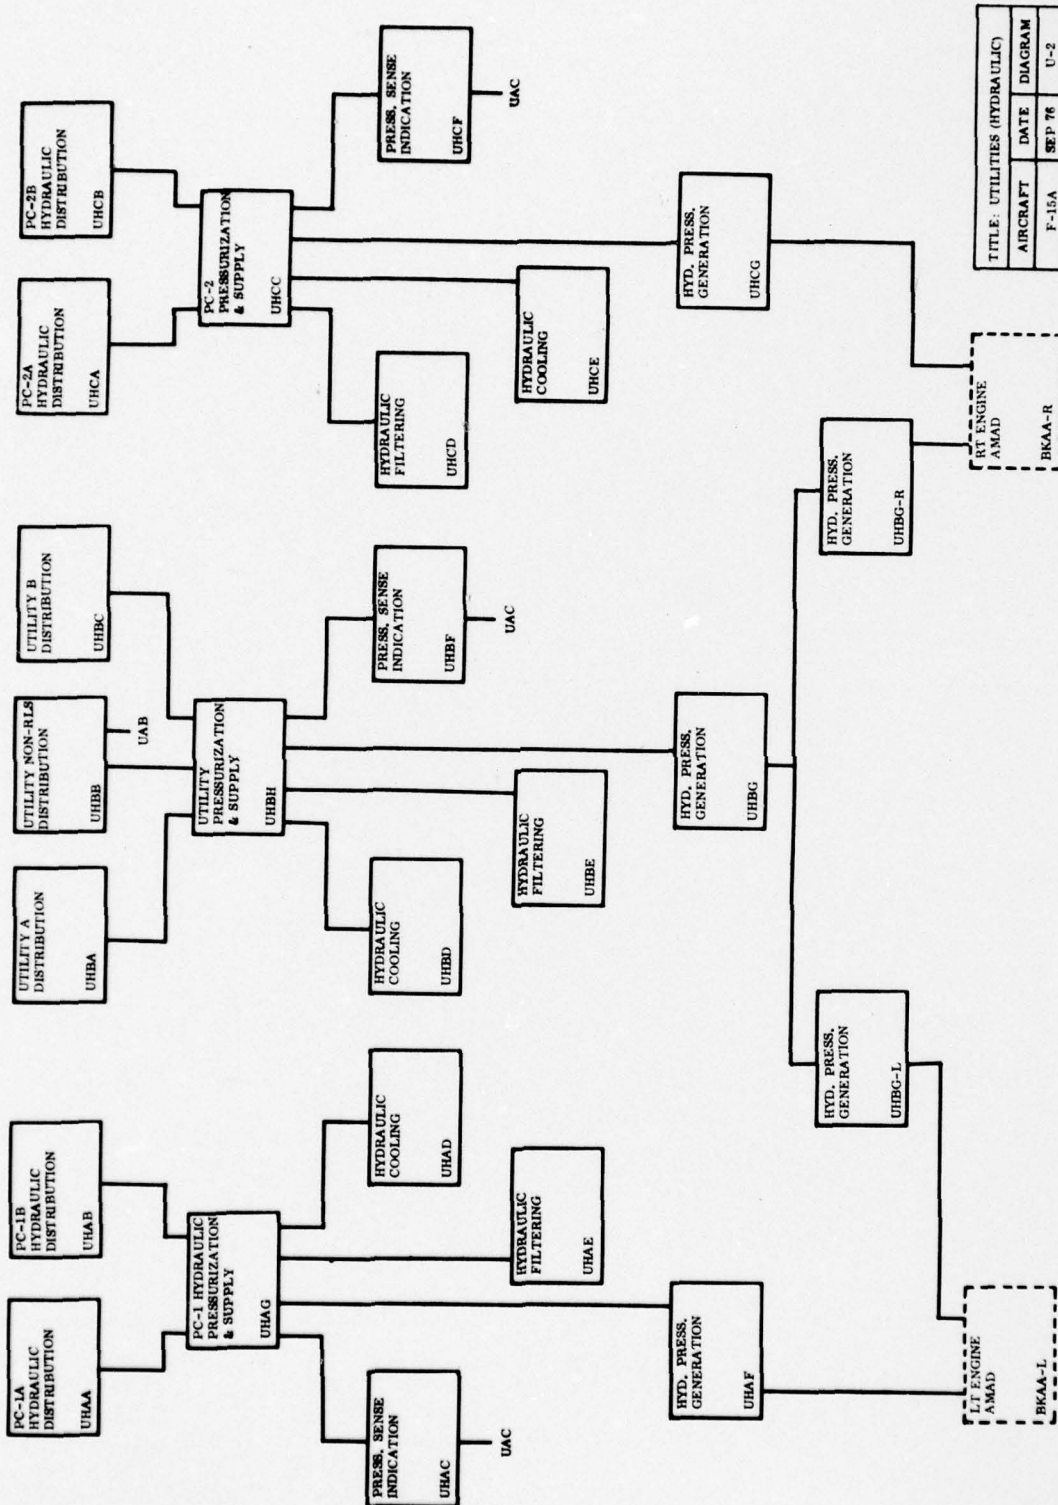 PC-1A
HYDRAULIC
DISTRIBUTION
UHAA
PC-1B
HYDRAULIC
DISTRIBUTION
UHAB
UTILITY A
DISTRIBUTION
UHBA
UTILITY NON-RLS
DISTRIBUTION
UHBB
UAB
UTILITY B
DISTRIBUTION
UHBC
PC-2A
HYDRAULIC
DISTRIBUTION
UHCA
PC-2B
HYDRAULIC
DISTRIBUTION
UHCB
PC-1 HYDRAULIC
PRESSURIZATION
& SUPPLY
UHAG
UTILITY
PRESSURIZATION
& SUPPLY
UHBH
PC-2
PRESSURIZATION
& SUPPLY
UHCC
PRESS. SENSE
INDICATION
UHAC
UAC
HYDRAULIC
COOLING
UHAD
HYDRAULIC
COOLING
UHBD
PRESS. SENSE
INDICATION
UHBF
UAC
HYDRAULIC
FILTERING
UHCD
PRESS. SENSE
INDICATION
UHCF
UAC
HYDRAULIC
FILTERING
UHAE
HYDRAULIC
FILTERING
UHBE
HYDRAULIC
COOLING
UHCE
HYD. PRESS.
GENERATION
UHAF
HYD. PRESS.
GENERATION
UHBG
HYD. PRESS.
GENERATION
UHCG
HYD. PRESS.
GENERATION
UHBG-L
HYD. PRESS.
GENERATION
UHBG-R
LT ENGINE
AMAD
BKAA-L
RT ENGINE
AMAD
BKAA-R
TITLE: UTILITIES (HYDRAULIC)
AIRCRAFT DATE DIAGRAM
F-15A SEP 76 U-2